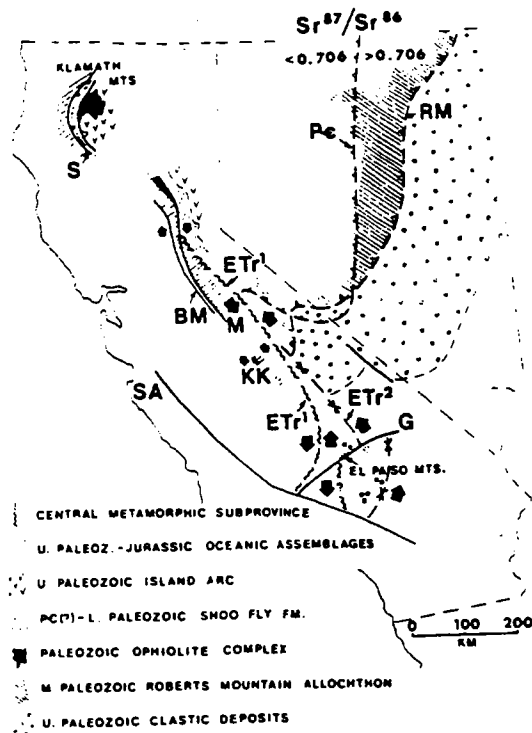 Sr⁸⁷/Sr⁸⁶
<0.706 >0.706
KLAMATH
MTS
S
RM
P€
ETr¹
BM
M
KK
SA
ETr¹
ETr²
G
EL PASO MTS.
CENTRAL METAMORPHIC SUBPROVINCE
U. PALEOZ.-JURASSIC OCEANIC ASSEMBLAGES
U PALEOZOIC ISLAND ARC
PC(?)-L. PALEOZOIC SHOO FLY FM.
PALEOZOIC OPHIOLITE COMPLEX
M PALEOZOIC ROBERTS MOUNTAIN ALLOCHTHON
U. PALEOZOIC CLASTIC DEPOSITS
0 100 200
KM